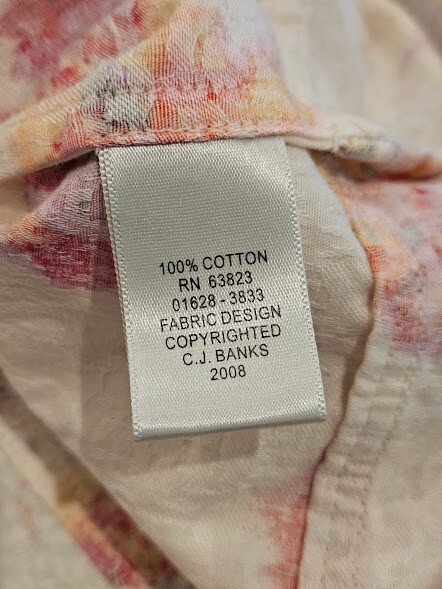 100% COTTON
RN 63823
01628 - 3833
FABRIC DESIGN
COPYRIGHTED
C.J. BANKS
2008